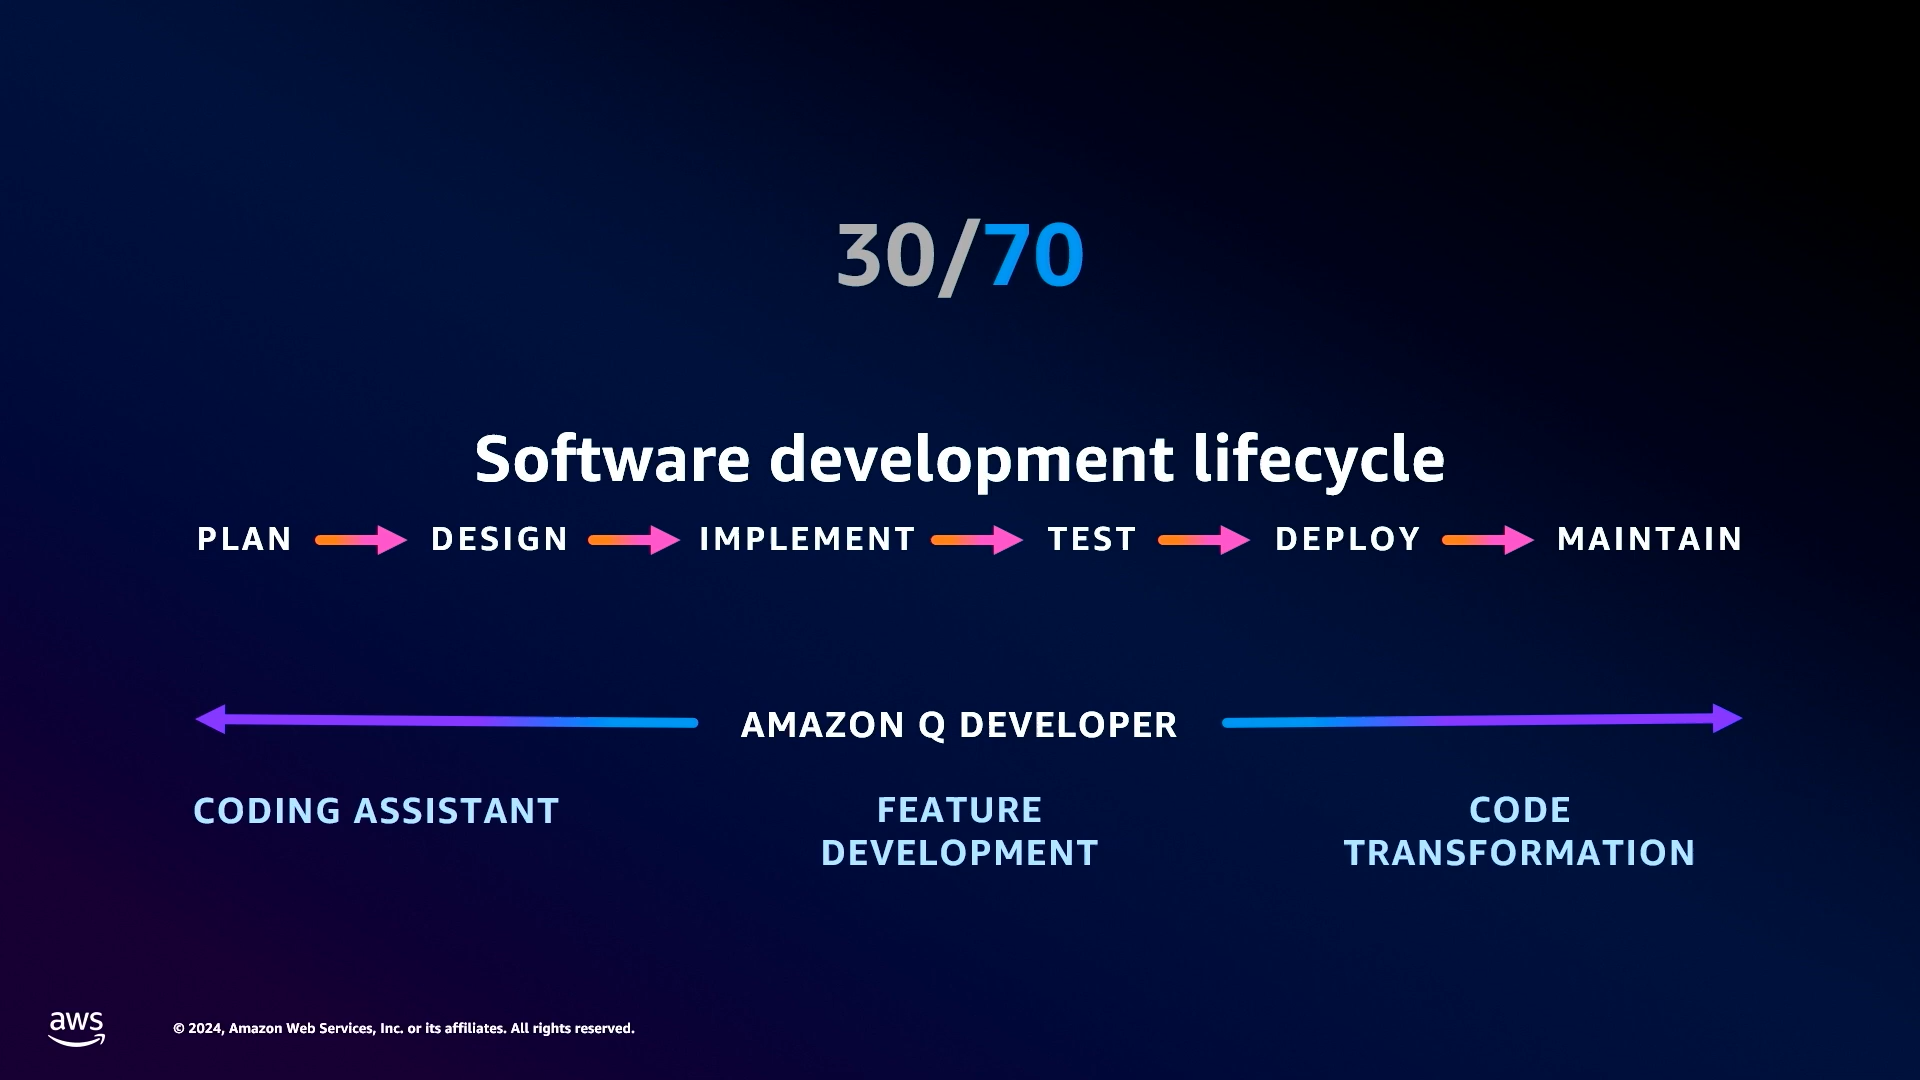 30/70
Software development lifecycle
PLAN DESIGN IMPLEMENT TEST DEPLOY MAINTAIN
AMAZON Q DEVELOPER
CODING ASSISTANT
FEATURE
DEVELOPMENT
CODE
TRANSFORMATION
aws
© 2024, Amazon Web Services, Inc. or its affiliates. All rights reserved.